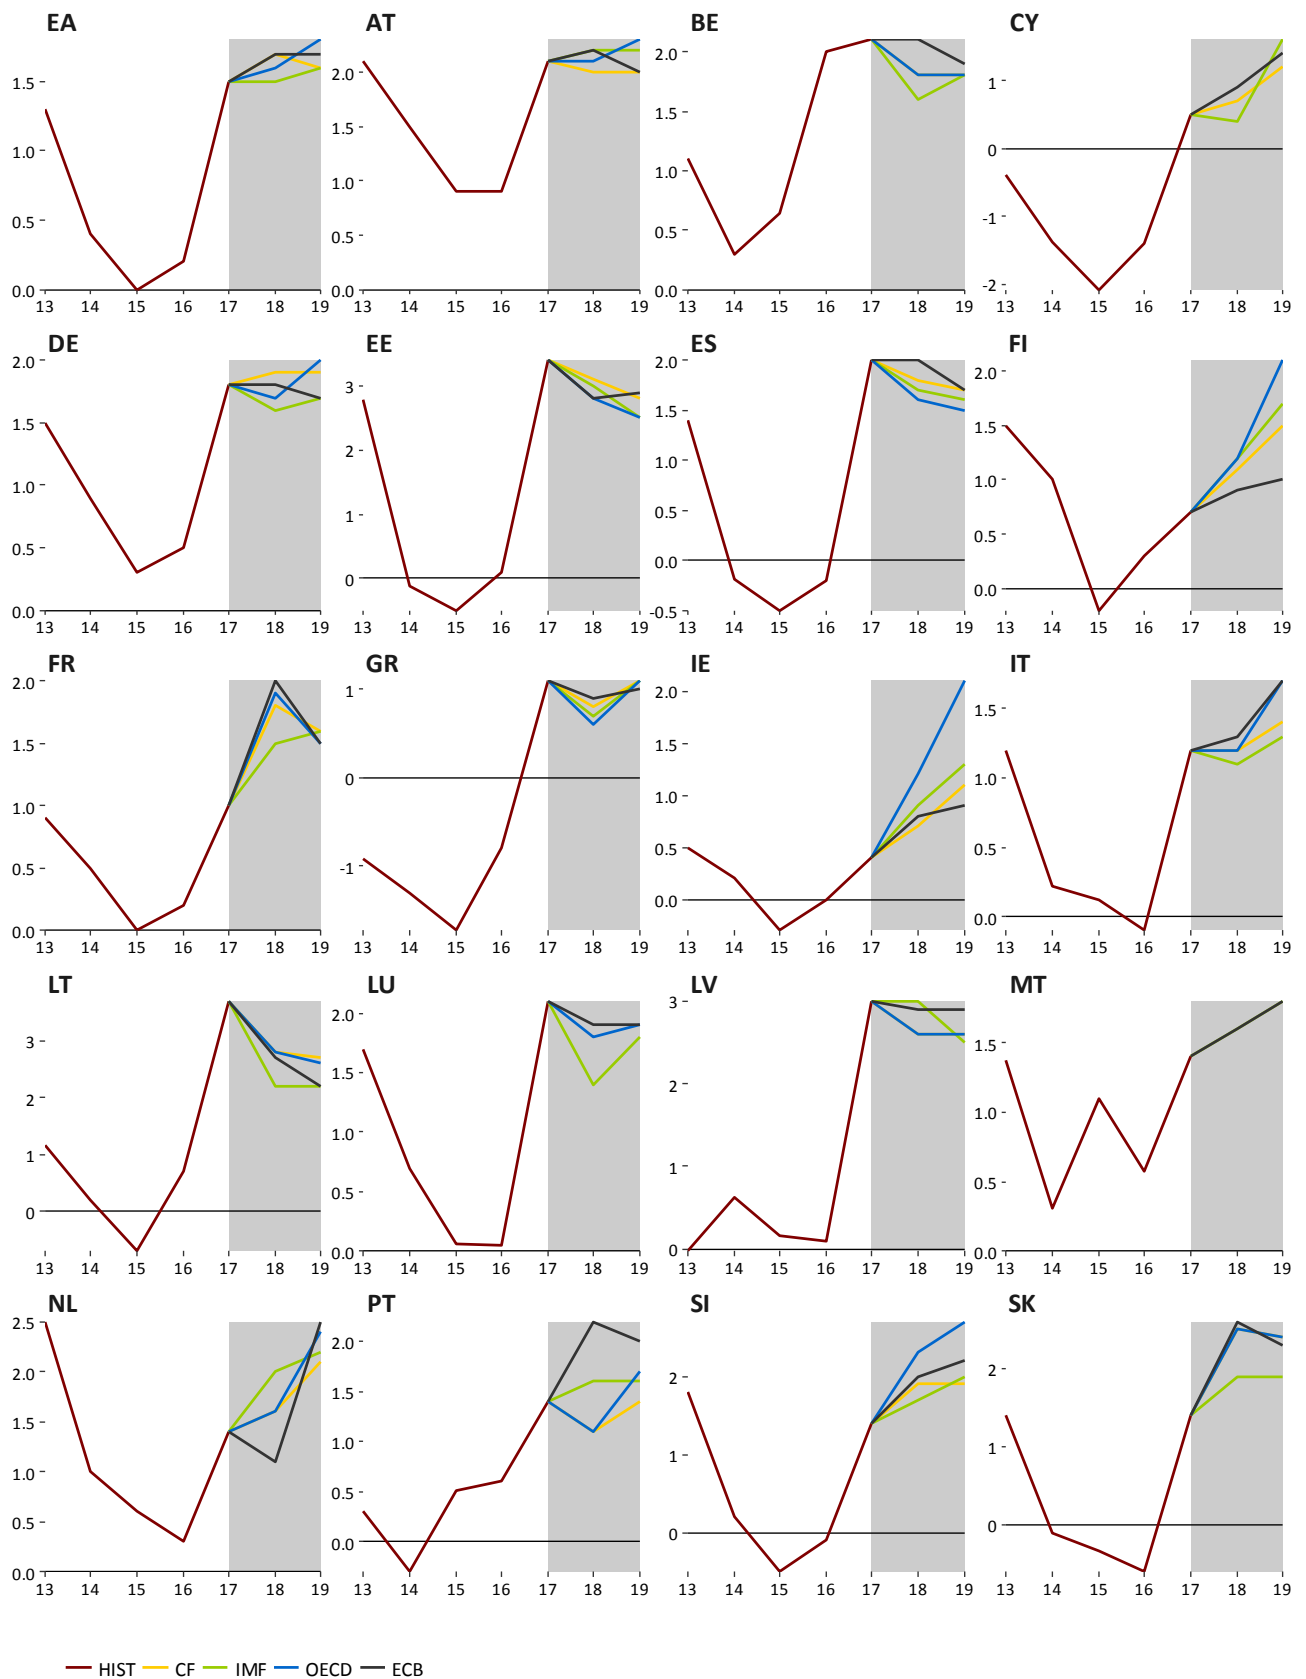 EA AT BE CY
1.5 2.0 2.0 1
1.0 1.5 1.5 0
0.5 1.0 1.0 -1
0.0 0.5 0.5 -2
0.0 0.0
13 14 15 16 17 18 19 13 14 15 16 17 18 19 13 14 15 16 17 18 19 13 14 15 16 17 18 19
DE EE ES FI
2.0 3 2.0 2.0
1.5 2 1.5 1.5
1.0 1 1.0 1.0
0.5 0 0.5 0.5
0.0 0.0 0.0
-0.5
13 14 15 16 17 18 19 13 14 15 16 17 18 19 13 14 15 16 17 18 19 13 14 15 16 17 18 19
FR GR IE IT
2.0 1 2.0 1.5
1.5 0 1.5 1.0
1.0 -1 1.0 0.5
0.5 0.5 0.0
0.0 0.0
13 14 15 16 17 18 19 13 14 15 16 17 18 19 13 14 15 16 17 18 19 13 14 15 16 17 18 19
LT LU LV MT
3 2.0 3 1.5
2 1.5 2 1.0
1 1.0 1 0.5
0 0.5 0 0.0
0.0
13 14 15 16 17 18 19 13 14 15 16 17 18 19 13 14 15 16 17 18 19 13 14 15 16 17 18 19
NL PT SI SK
2.5 2.0 2 2
2.0 1.5 1 1
1.5 1.0 0 0
1.0 0.5
0.5 0.0
0.0
13 14 15 16 17 18 19 13 14 15 16 17 18 19 13 14 15 16 17 18 19 13 14 15 16 17 18 19
HIST CF IMF OECD ECB